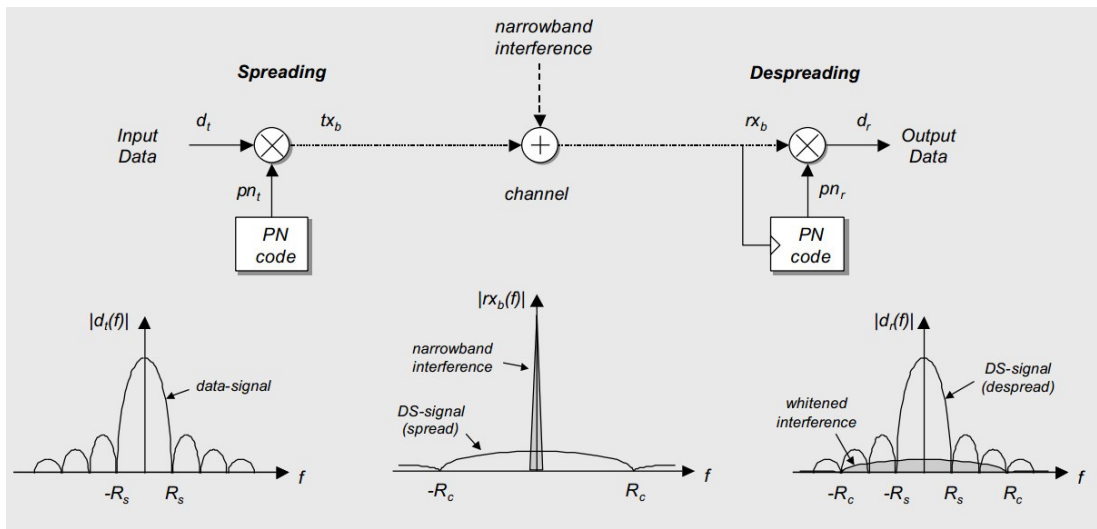 narrowband
interference
Spreading
Despreading
Input
Data
d_t
tx_b
rx_b
d_r
Output
Data
+
pn_t
channel
pn_r
PN
code
PN
code
|d_t(f)|
data-signal
-R_s
R_s
f
|rx_b(f)|
narrowband
interference
DS-signal
(spread)
-R_c
R_c
f
|d_r(f)|
DS-signal
(despread)
whitened
interference
-R_c
-R_s
R_s
R_c
f